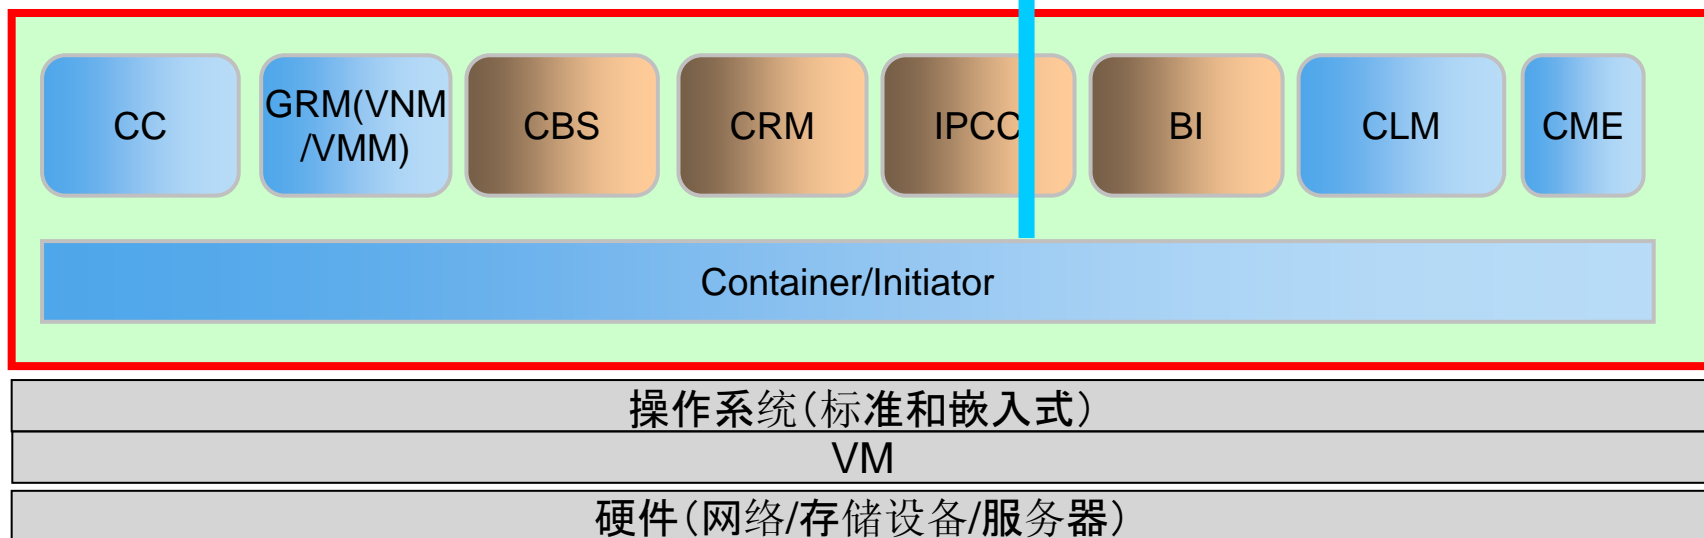 CC
GRM(VNM
/VMM)
CBS
CRM
IPCC
BI
CLM
CME
Container/Initiator
操作系统(标准和嵌入式)
VM
硬件(网络/存储设备/服务器)